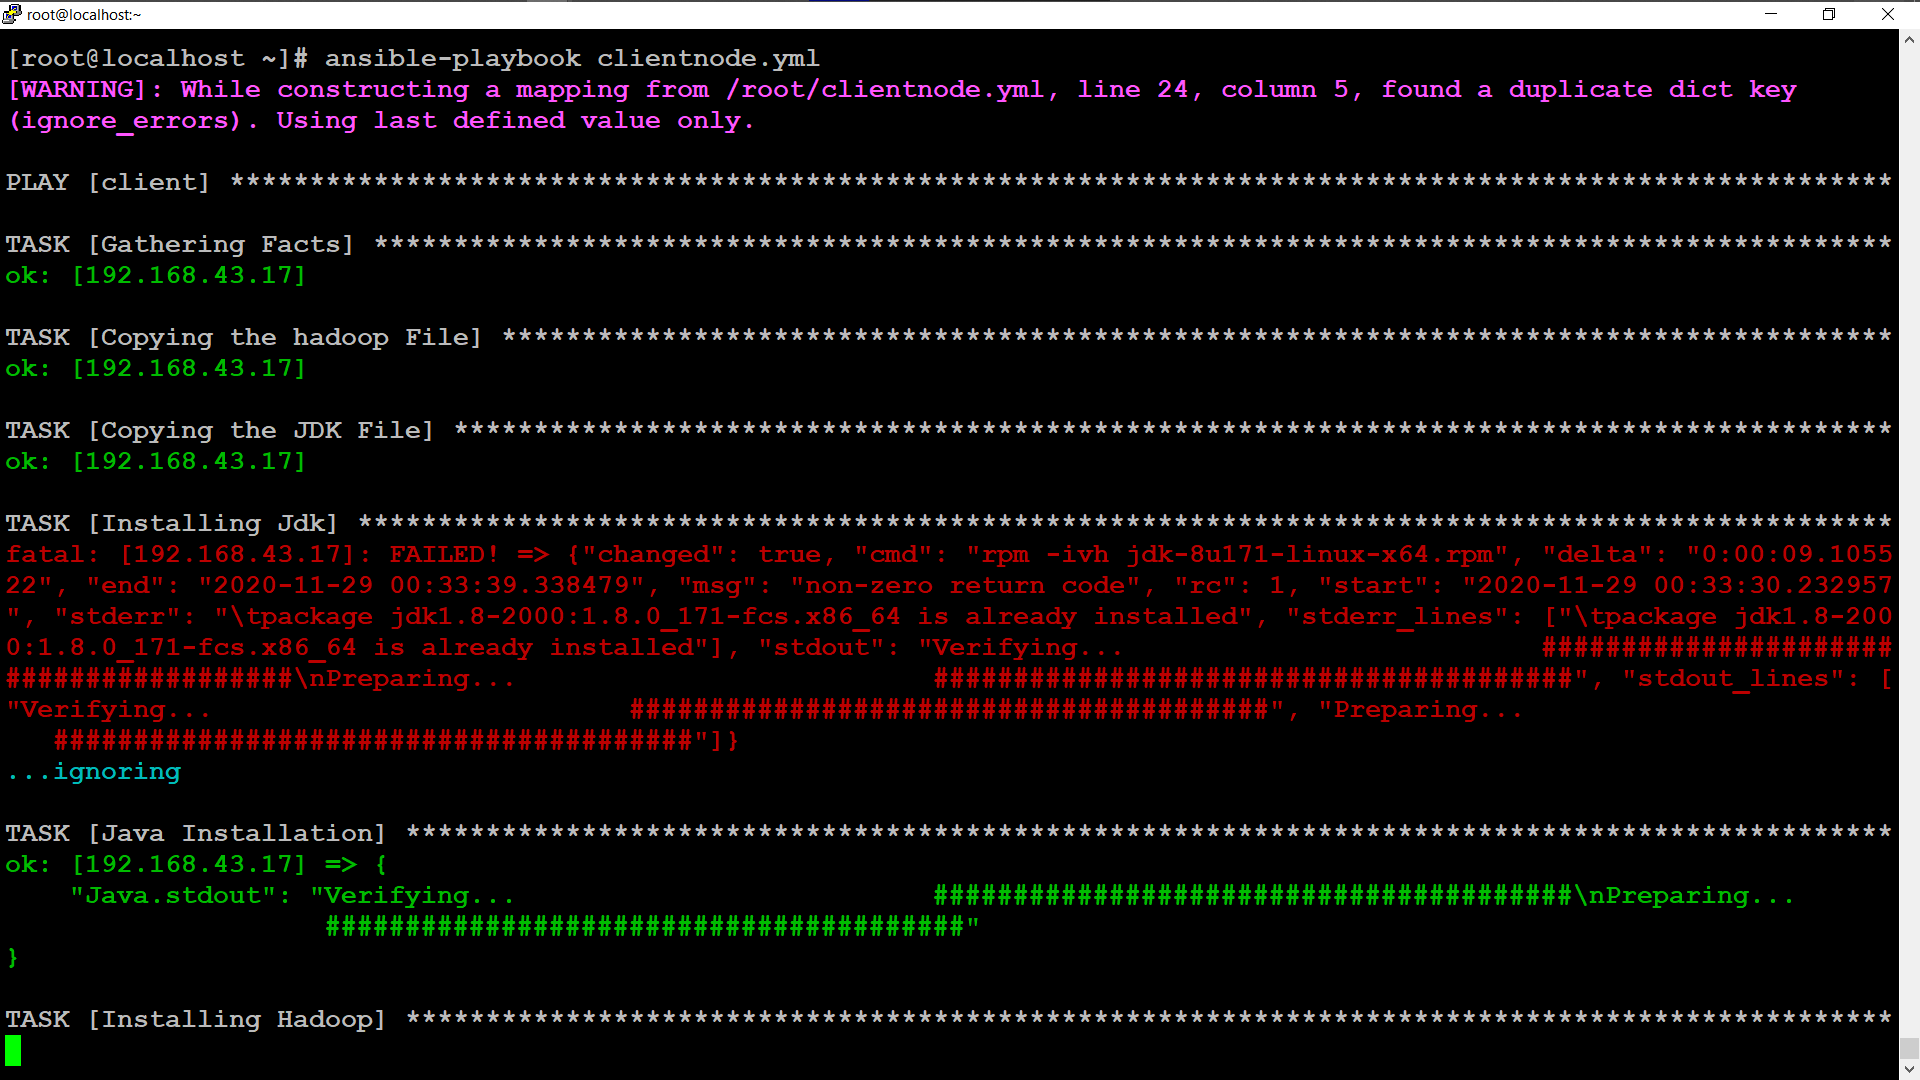 root@localhost:~
[root@localhost ~]# ansible-playbook clientnode.yml
[WARNING]: While constructing a mapping from /root/clientnode.yml, line 24, column 5, found a duplicate dict key
(ignore_errors). Using last defined value only.
PLAY [client] ********************************************************************************************************
TASK [Gathering Facts] ***********************************************************************************************
ok: [192.168.43.17]
TASK [Copying the hadoop File] ***************************************************************************************
ok: [192.168.43.17]
TASK [Copying the JDK File] ******************************************************************************************
ok: [192.168.43.17]
TASK [Installing Jdk] ************************************************************************************************
fatal: [192.168.43.17]: FAILED! => {"changed": true, "cmd": "rpm -ivh jdk-8u171-linux-x64.rpm", "delta": "0:00:09.1055
22", "end": "2020-11-29 00:33:39.338479", "msg": "non-zero return code", "rc": 1, "start": "2020-11-29 00:33:30.232957
", "stderr": "\tpackage jdk1.8-2000:1.8.0_171-fcs.x86_64 is already installed", "stderr_lines": ["\tpackage jdk1.8-200
0:1.8.0_171-fcs.x86_64 is already installed"], "stdout": "Verifying...                          ######################
##################\nPreparing...                          ########################################", "stdout_lines": [
"Verifying...                          ########################################", "Preparing...
   ########################################"]}
...ignoring
TASK [Java Installation] *********************************************************************************************
ok: [192.168.43.17] => {
    "Java.stdout": "Verifying...                          ########################################\nPreparing...
                    ########################################"
}
TASK [Installing Hadoop] *********************************************************************************************